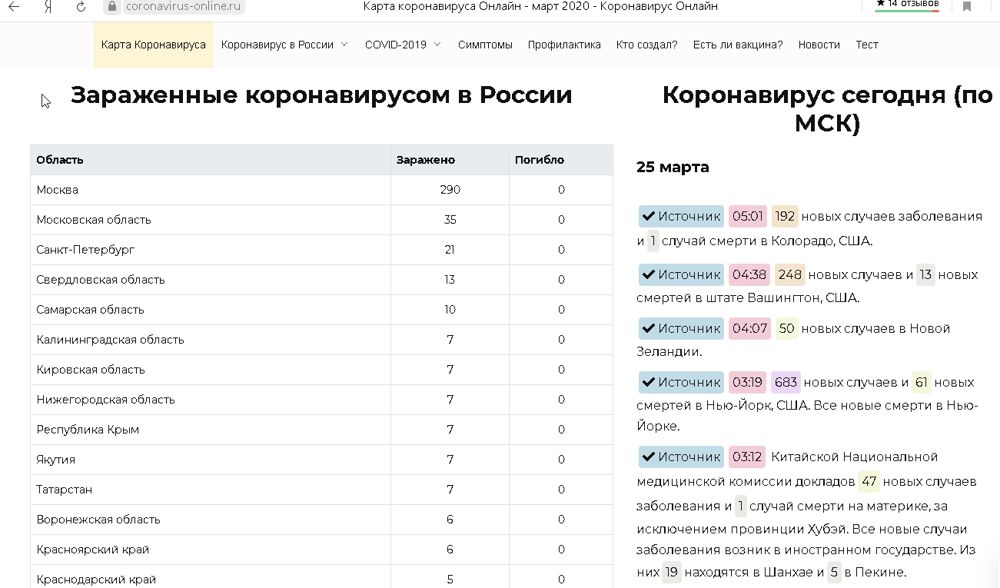 Я coronavirus-online.ru Карта коронавируса Онлайн - март 2020 - Коронавирус Онлайн ★ 14 отзывов
Карта Коронавируса Коронавирус в России COVID-2019 Симптомы Профилактика Кто создал? Есть ли вакцина? Новости Тест
Зараженные коронавирусом в России
Область Заражено Погибло
Москва 290 0
Московская область 35 0
Санкт-Петербург 21 0
Свердловская область 13 0
Самарская область 10 0
Калининградская область 7 0
Кировская область 7 0
Нижегородская область 7 0
Республика Крым 7 0
Якутия 7 0
Татарстан 7 0
Воронежская область 6 0
Красноярский край 6 0
Краснодарский край 5 0
Коронавирус сегодня (по
МСК)
25 марта
✔ Источник 05:01 192 новых случаев заболевания
и 1 случай смерти в Колорадо, США.
✔ Источник 04:38 248 новых случаев и 13 новых
смертей в штате Вашингтон, США.
✔ Источник 04:07 50 новых случаев в Новой
Зеландии.
✔ Источник 03:19 683 новых случаев и 61 новых
смертей в Нью-Йорк, США. Все новые смерти в Нью-
Йорке.
✔ Источник 03:12 Китайской Национальной
медицинской комиссии докладов 47 новых случаев
заболевания и 1 случай смерти на материке, за
исключением провинции Хубэй. Все новые случаи
заболевания возник в иностранном государстве. Из
них 19 находятся в Шанхае и 5 в Пекине.